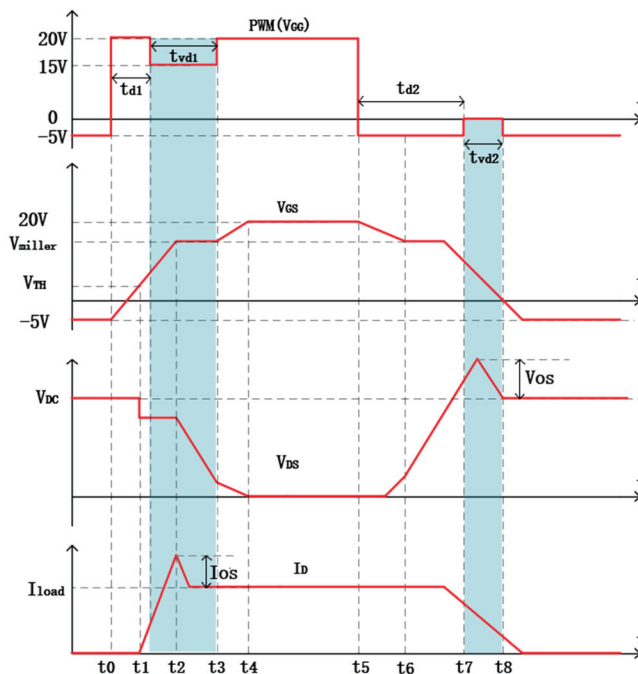 PWM(VGG)
20V
15V
0
-5V
td1
tvd1
td2
tvd2
VGS
20V
Vmiller
VTH
-5V
VDC
VDS
VOS
Iload
IOS
ID
t0 t1 t2 t3 t4 t5 t6 t7 t8